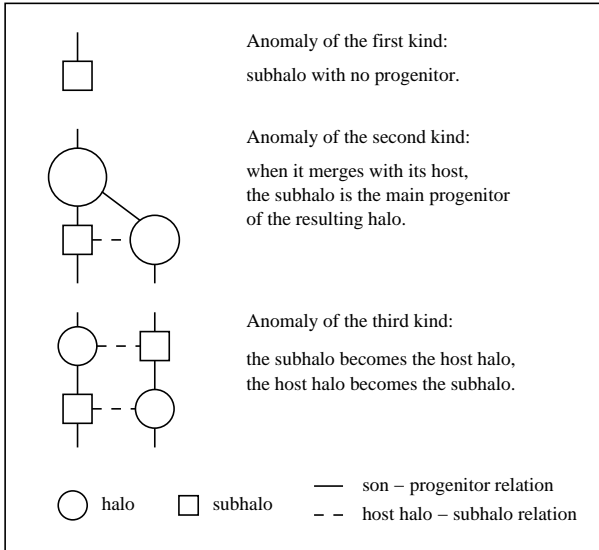 Anomaly of the first kind:
subhalo with no progenitor.
Anomaly of the second kind:
when it merges with its host,
the subhalo is the main progenitor
of the resulting halo.
Anomaly of the third kind:
the subhalo becomes the host halo,
the host halo becomes the subhalo.
halo
subhalo
son – progenitor relation
host halo – subhalo relation